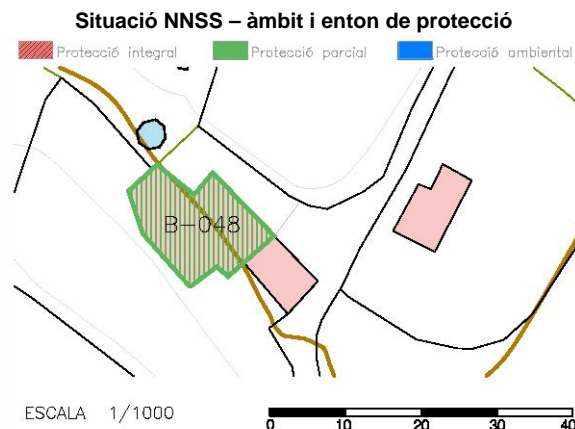 Situació NNSS – àmbit i enton de protecció
Protecció integral Protecció parcial Protecció ambiental
B-048
ESCALA 1/1000
0 10 20 30 40